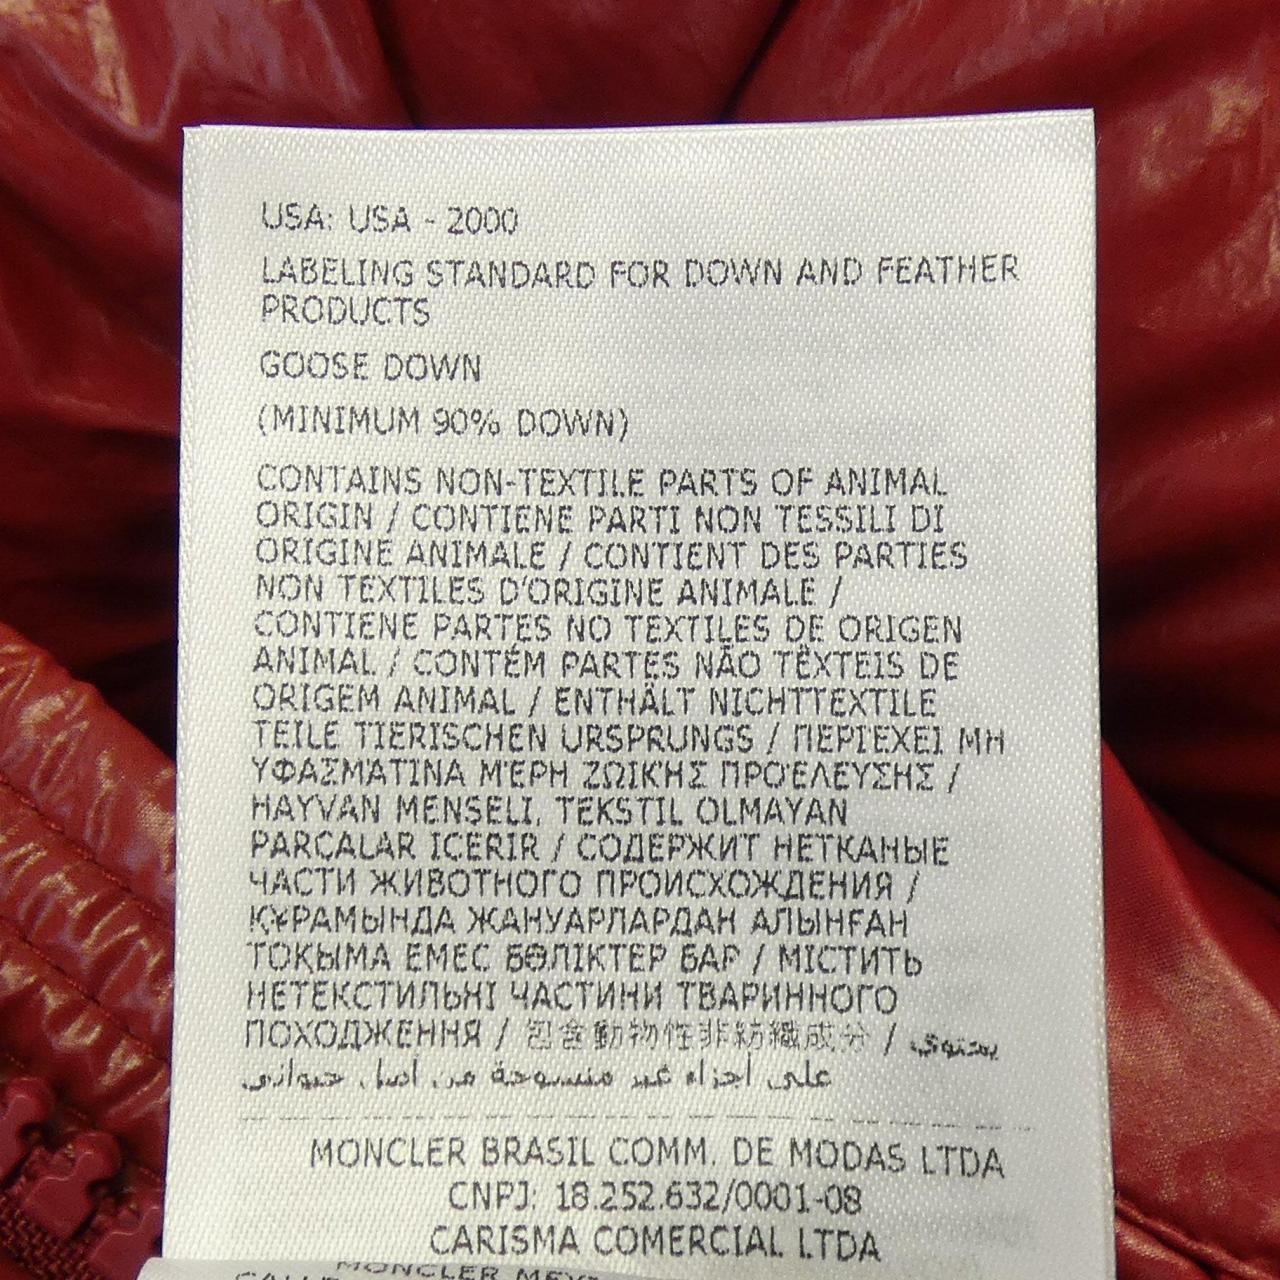 USA: USA - 2000
LABELING STANDARD FOR DOWN AND FEATHER
PRODUCTS
GOOSE DOWN
(MINIMUM 90% DOWN)
CONTAINS NON-TEXTILE PARTS OF ANIMAL
ORIGIN / CONTIENE PARTI NON TESSILI DI
ORIGINE ANIMALE / CONTIENT DES PARTIES
NON TEXTILES D'ORIGINE ANIMALE /
CONTIENE PARTES NO TEXTILES DE ORIGEN
ANIMAL / CONTÉM PARTES NÃO TËXTEIS DE
ORIGEM ANIMAL / ENTHÄLT NICHTTEXTILE
TEILE TIERISCHEN URSPRUNGS / ΠΕΡΙΈΧΕΙ ΜΗ
ΥΦΑΣΜΆΤΙΝΑ ΜΈΡΗ ΖΩΙΚΉΣ ΠΡΟΈΛΕΥΣΗΣ /
HAYVAN MENŞELI, TEKSTIL OLMAYAN
PARÇALAR IÇERIR / СОДЕРЖИТ НЕТКАНЫЕ
ЧАСТИ ЖИВОТНОГО ПРОИСХОЖДЕНИЯ /
ҚҰРАМЫНДА ЖАНУАРЛАРДАН АЛЫНҒАН
ТОҚЫМА ЕМЕС БӨЛІКТЕР БАР / МІСТИТЬ
НЕТЕКСТИЛЬНІ ЧАСТИНИ ТВАРИННОГО
ПОХОДЖЕННЯ / 包含動物性非紡織成分 / يحتوي
على أجزاء غير منسوجة من أصل حيواني
MONCLER BRASIL COMM. DE MODAS LTDA
CNPJ: 18.252.632/0001-08
CARISMA COMERCIAL LTDA
MONCLER